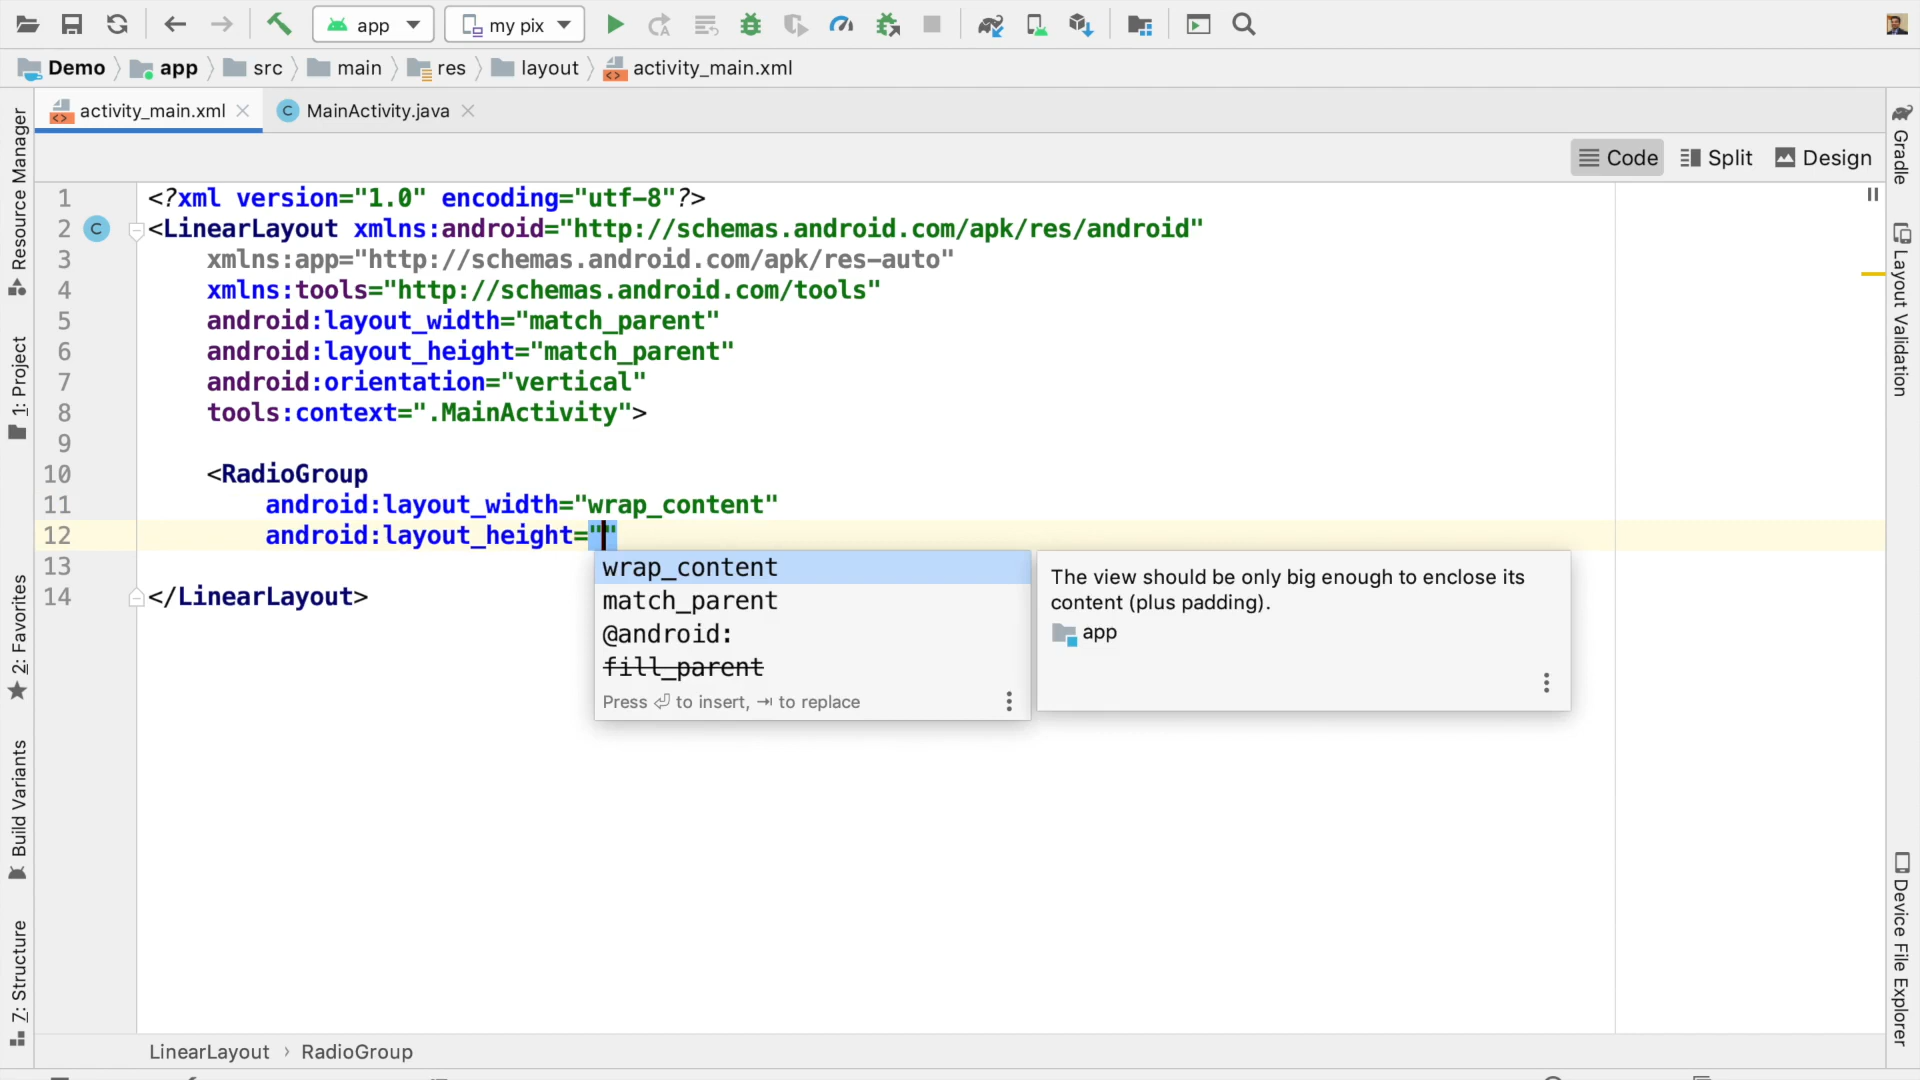 app
my pix
Demo
app
src
main
res
layout
activity_main.xml
activity_main.xml
MainActivity.java
Code
Split
Design
1 <?xml version="1.0" encoding="utf-8"?>
2 <LinearLayout xmlns:android="http://schemas.android.com/apk/res/android"
3 xmlns:app="http://schemas.android.com/apk/res-auto"
4 xmlns:tools="http://schemas.android.com/tools"
5 android:layout_width="match_parent"
6 android:layout_height="match_parent"
7 android:orientation="vertical"
8 tools:context=".MainActivity">
9
10 <RadioGroup
11 android:layout_width="wrap_content"
12 android:layout_height=""
13
14 </LinearLayout>
wrap_content
match_parent
@android:
fill_parent
Press ⏎ to insert, ⇥ to replace
The view should be only big enough to enclose its
content (plus padding).
app
Resource Manager
1: Project
2: Favorites
Build Variants
7: Structure
Gradle
Layout Validation
Device File Explorer
LinearLayout › RadioGroup